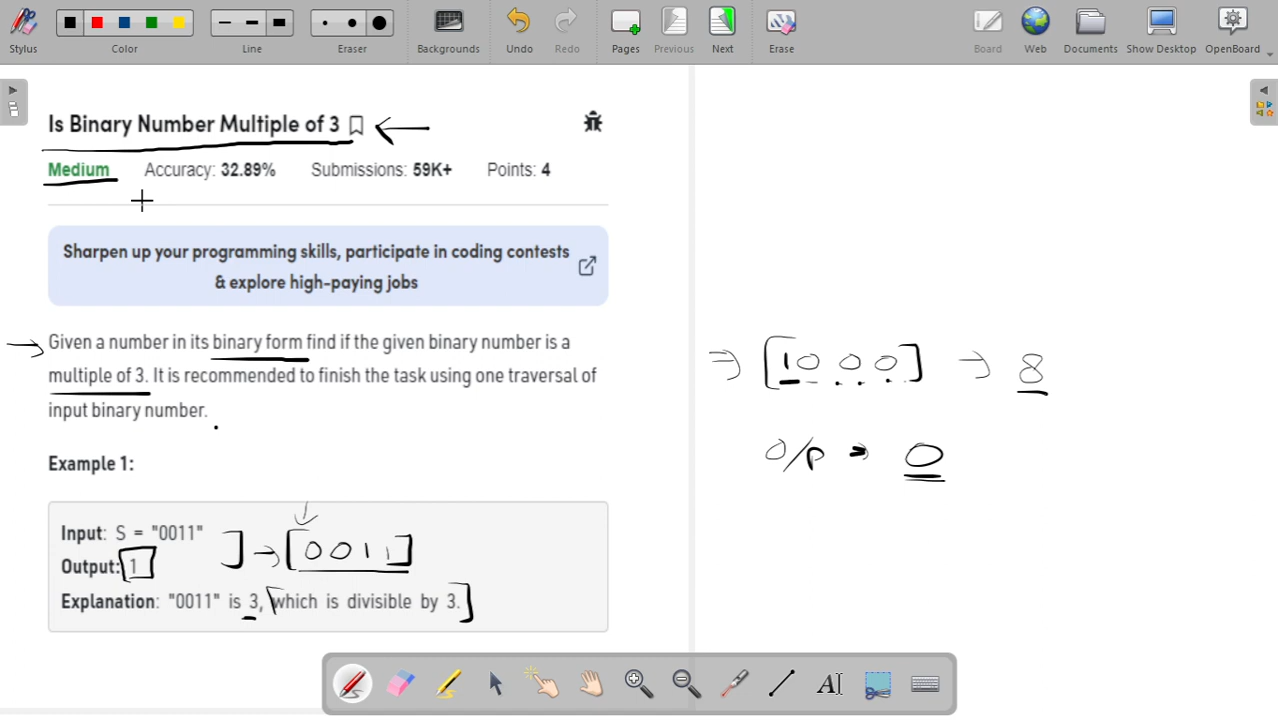 Stylus
Color
Line
Eraser
Backgrounds
Undo
Redo
Pages
Previous
Next
Erase
Board
Web
Documents
Show Desktop
OpenBoard
Is Binary Number Multiple of 3
Medium Accuracy: 32.89% Submissions: 59K+ Points: 4
Sharpen up your programming skills, participate in coding contests
& explore high-paying jobs
Given a number in its binary form find if the given binary number is a
multiple of 3. It is recommended to finish the task using one traversal of
input binary number.
Example 1:
Input: S = "0011"
Output: 1
Explanation: "0011" is 3, which is divisible by 3.
] → [0011]
⇒ [1000] → 8
O/P → 0
AI